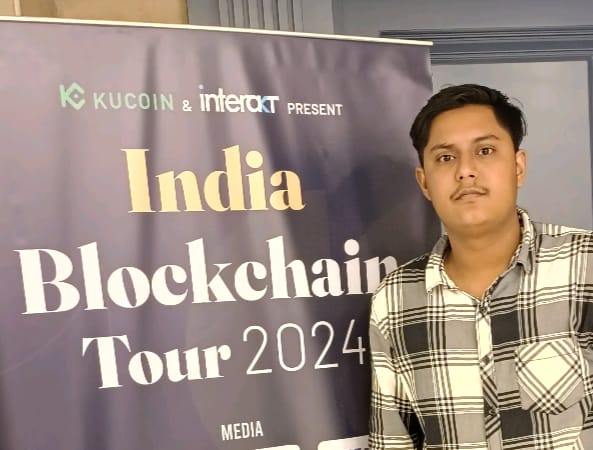 KUCOIN & interakt PRESENT
India
Blockchain
Tour 2024
MEDIA